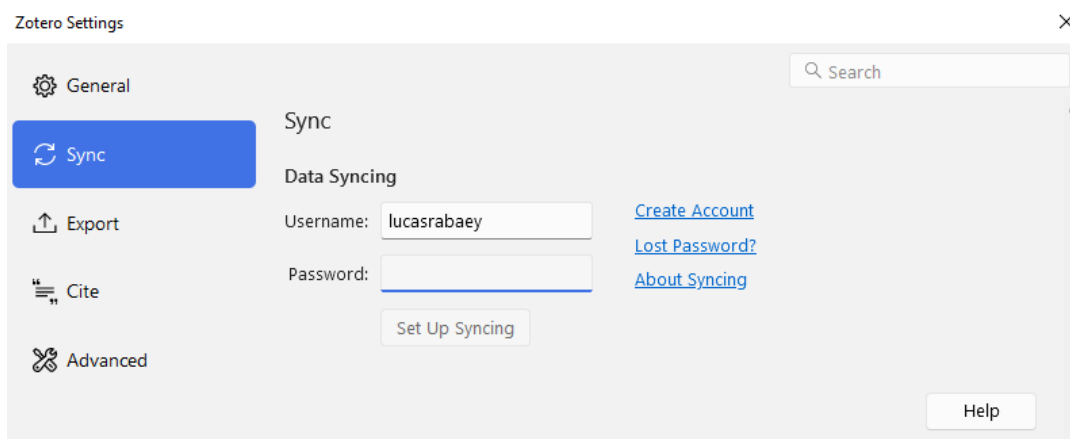 Zotero Settings
Search
General
Sync
Export
Cite
Advanced
Sync
Data Syncing
Username: lucasrabaey
Create Account
Lost Password?
Password:
About Syncing
Set Up Syncing
Help